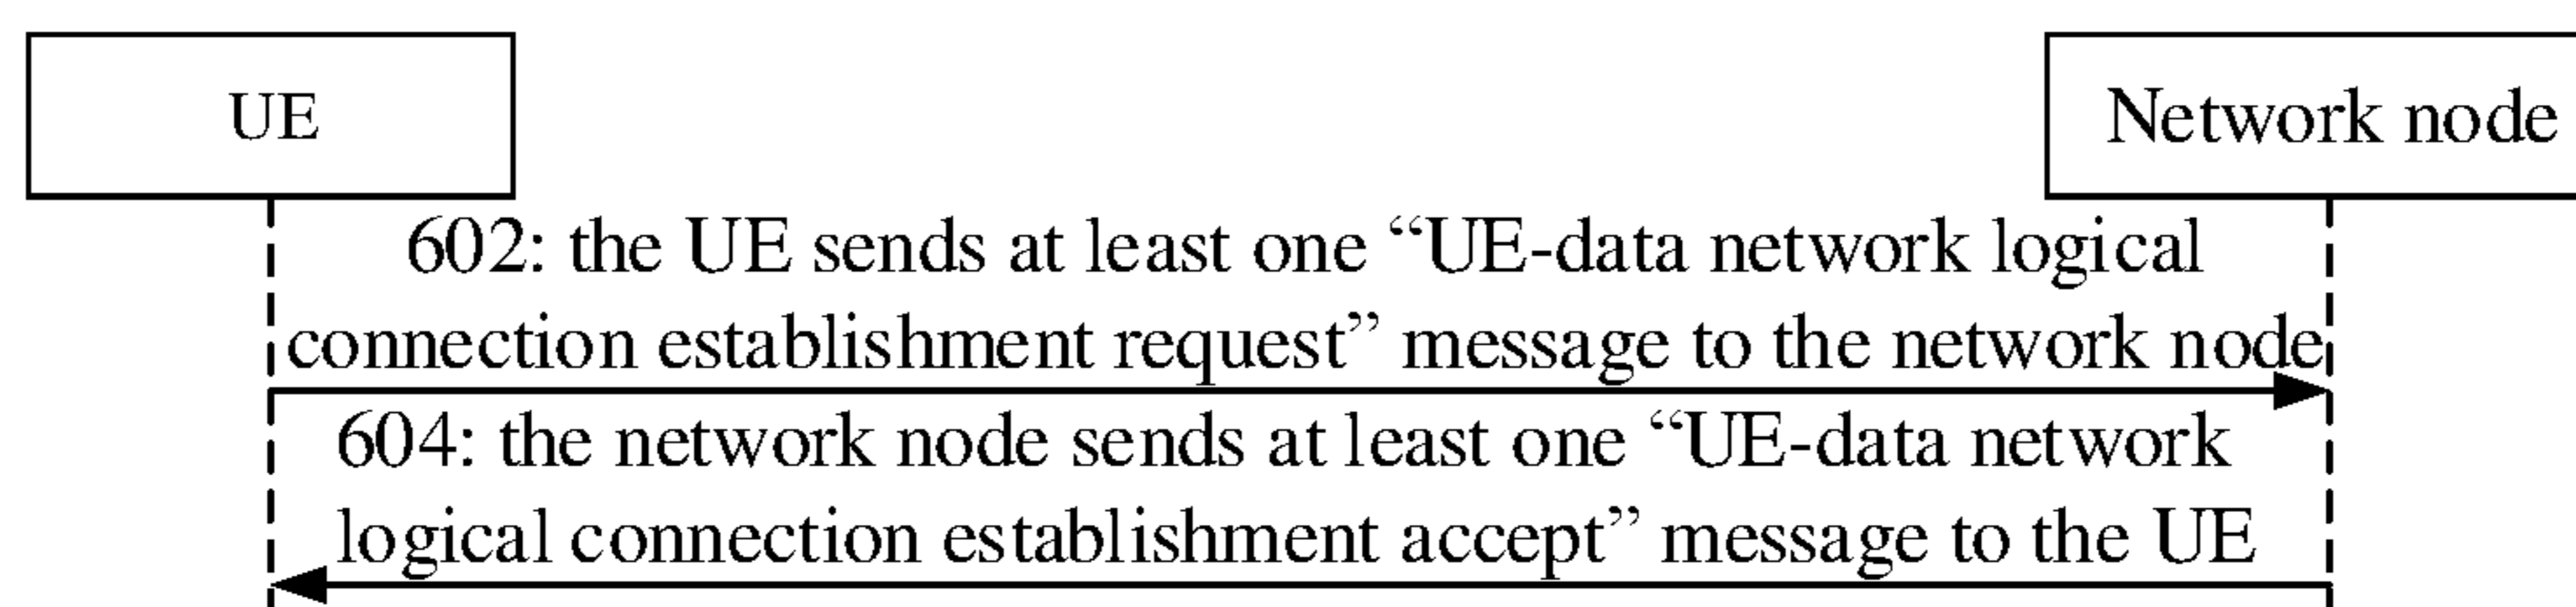 UE
Network node
602: the UE sends at least one “UE-data network logical
connection establishment request” message to the network node
604: the network node sends at least one “UE-data network
logical connection establishment accept” message to the UE